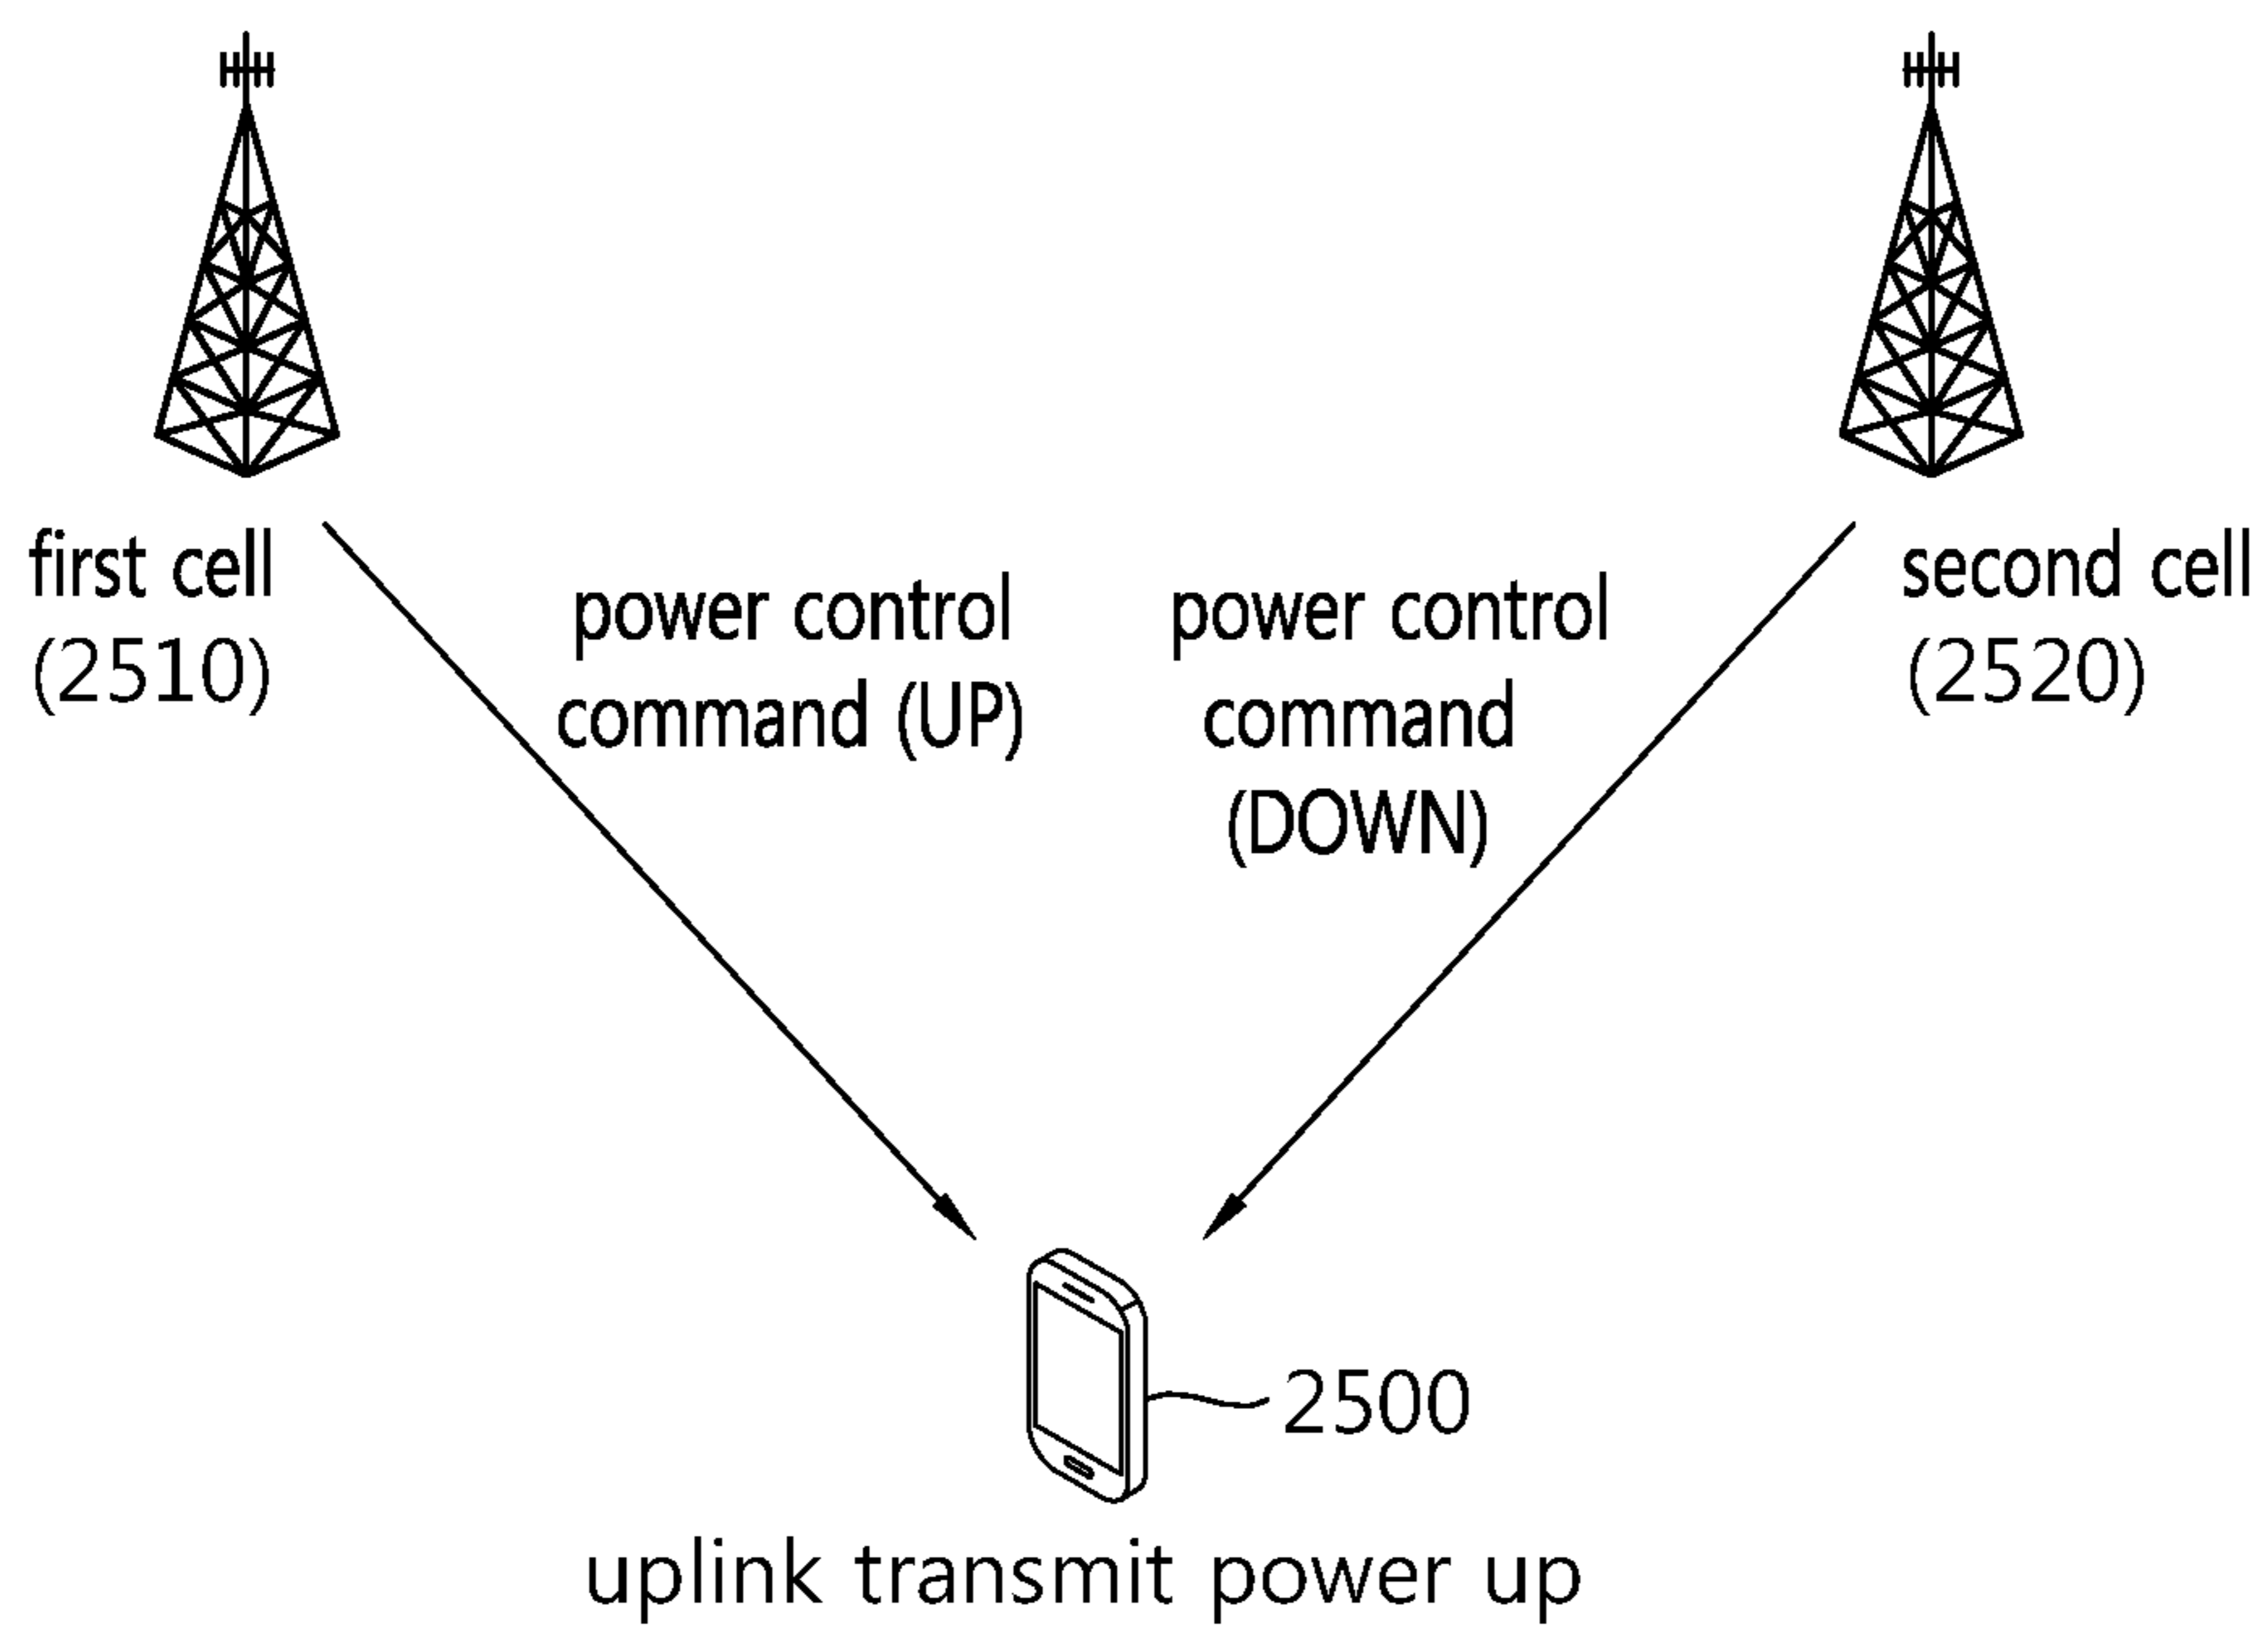 first cell
(2510)
power control
command (UP)
power control
command
(DOWN)
second cell
(2520)
2500
uplink transmit power up